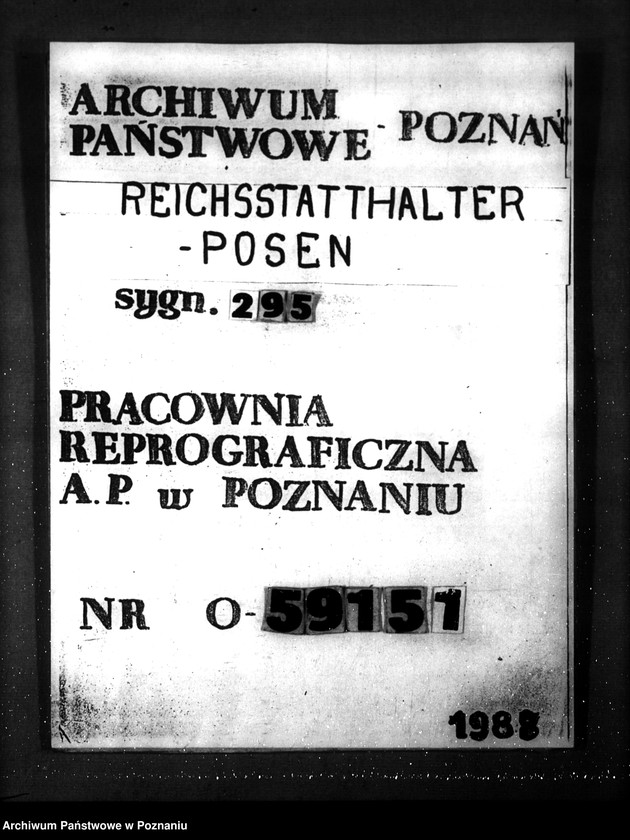 ARCHIWUM
PAŃSTWOWE - POZNAŃ
REICHSSTATTHALTER
-POSEN
sygn. 295
PRACOWNIA
REPROGRAFICZNA
A.P. w POZNANIU
NR O-59151
1988
Archiwum Państwowe w Poznaniu